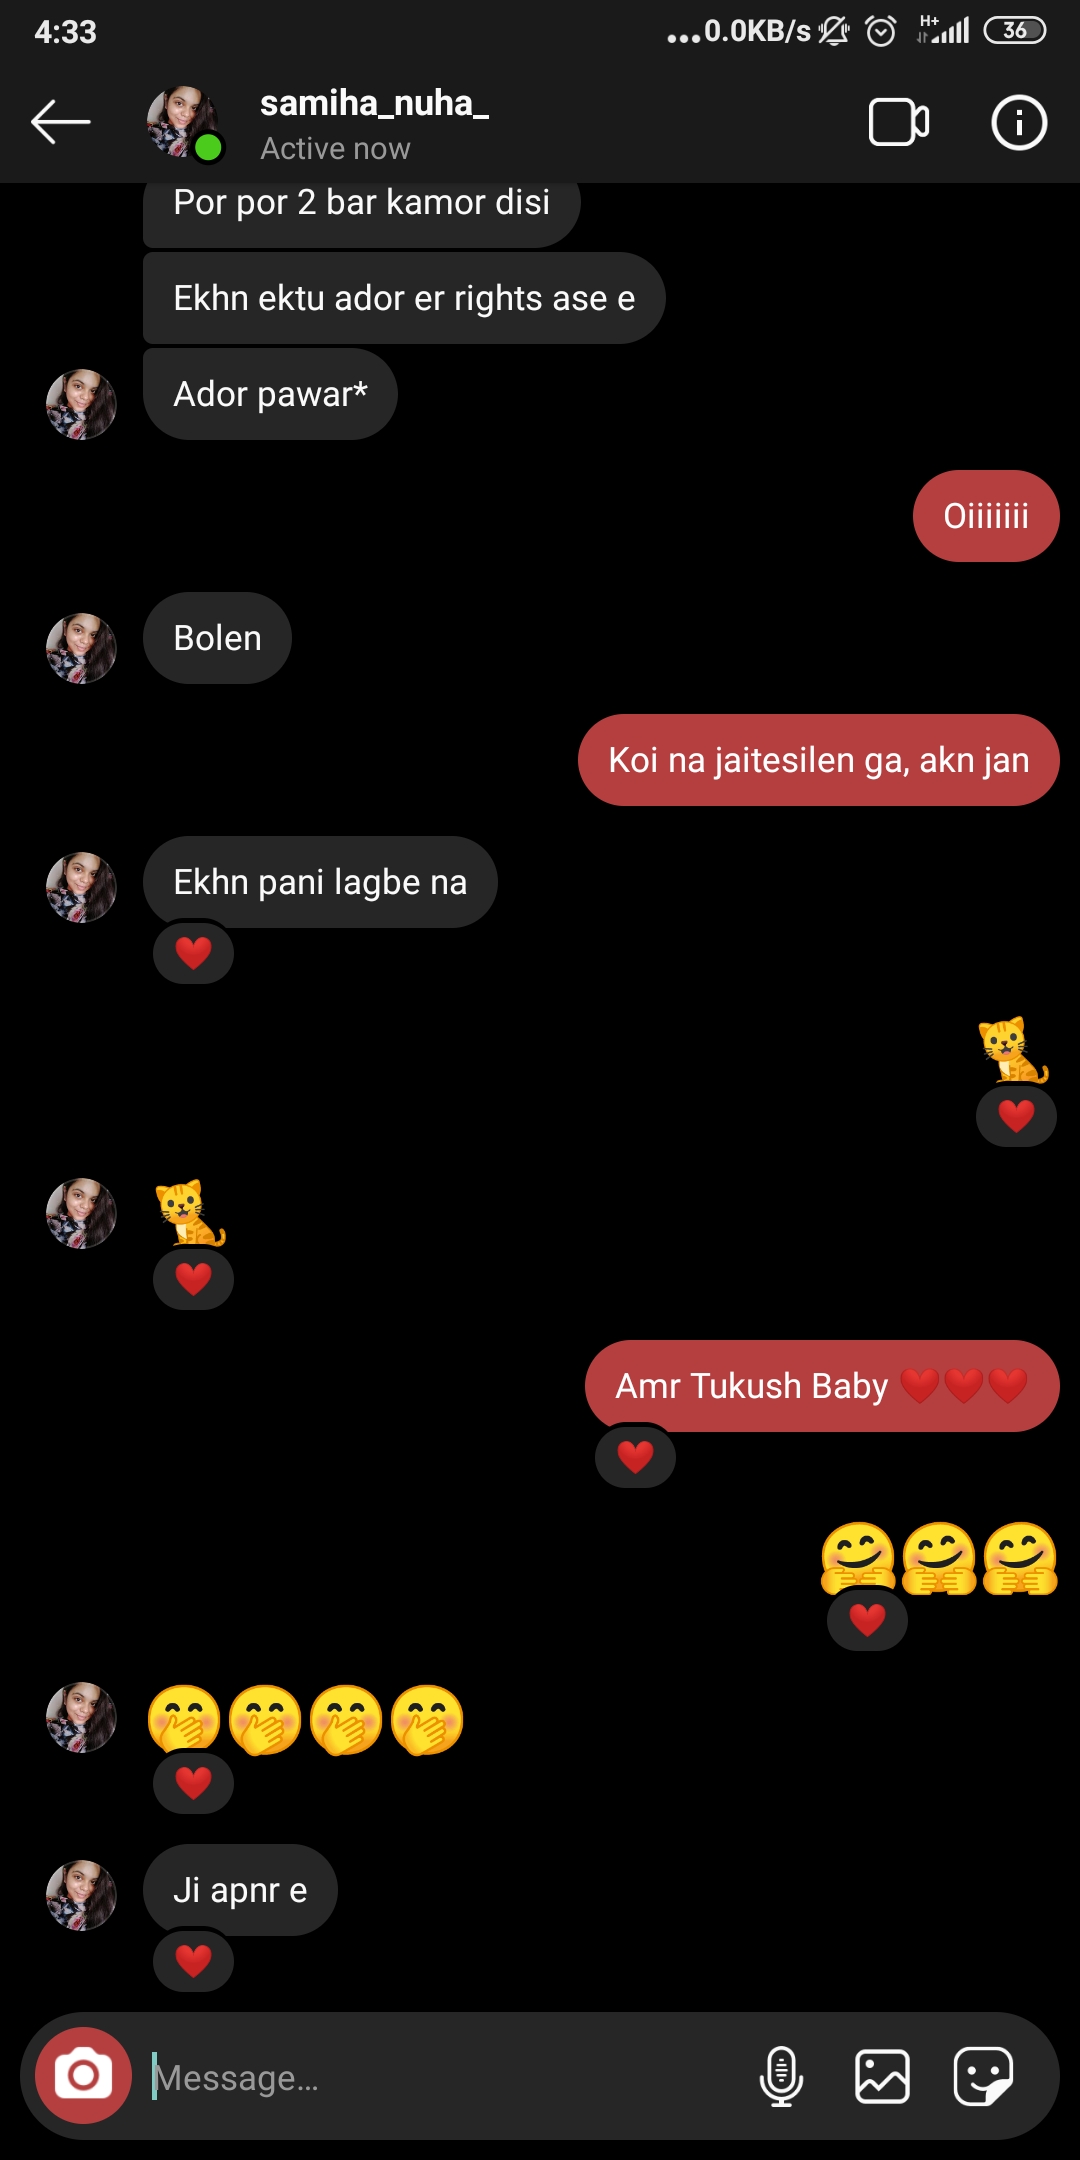 4:33
...0.0KB/s H+ 36
samiha_nuha_
Active now
Por por 2 bar kamor disi
Ekhn ektu ador er rights ase e
Ador pawar*
Oiiiiiii
Bolen
Koi na jaitesilen ga, akn jan
Ekhn pani lagbe na
❤️
🐈
❤️
🐈
❤️
Amr Tukush Baby ❤️❤️❤️
❤️
🤗🤗🤗
❤️
🤭🤭🤭🤭
❤️
Ji apnr e
❤️
Message...